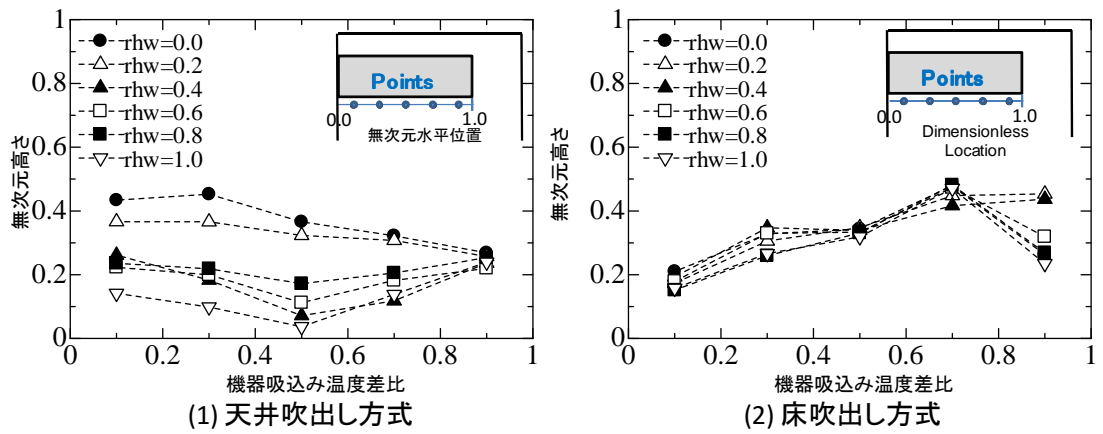 1
0.8
0.6
0.4
0.2
0
無次元高さ
rhw=0.0
rhw=0.2
rhw=0.4
rhw=0.6
rhw=0.8
rhw=1.0
Points
0.0
1.0
無次元水平位置
0
0.2
0.4
0.6
0.8
1
機器吸込み温度差比
(1) 天井吹出し方式
1
0.8
0.6
0.4
0.2
0
無次元高さ
rhw=0.0
rhw=0.2
rhw=0.4
rhw=0.6
rhw=0.8
rhw=1.0
Points
0.0
1.0
Dimensionless
Location
0
0.2
0.4
0.6
0.8
1
機器吸込み温度差比
(2) 床吹出し方式